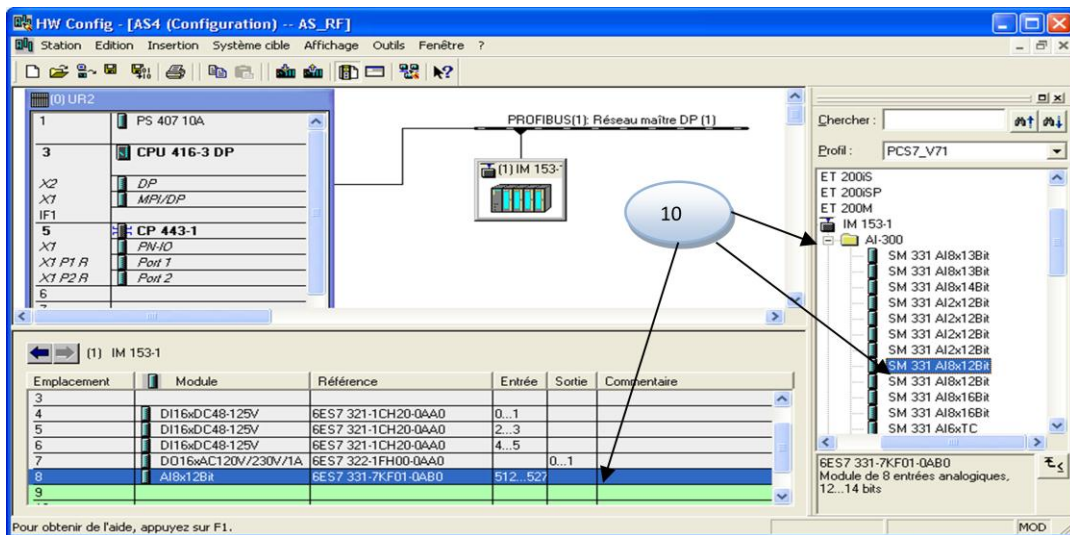 HW Config - [AS4 (Configuration) -- AS_RF]
Station Edition Insertion Système cible Affichage Outils Fenêtre ?
(0) UR2
1 PS 407 10A
3 CPU 416-3 DP
X2 DP
X1 MPI/DP
IF1
5 CP 443-1
X1 PN-IO
X1 P1 R Port 1
X1 P2 R Port 2
6
PROFIBUS(1): Réseau maître DP (1)
(1) IM 153-
10
Chercher :
Profil : PCS7_V71
ET 200iS
ET 200iSP
ET 200M
IM 153-1
AI-300
SM 331 AI8x13Bit
SM 331 AI8x13Bit
SM 331 AI8x14Bit
SM 331 AI2x12Bit
SM 331 AI2x12Bit
SM 331 AI2x12Bit
SM 331 AI2x12Bit
SM 331 AI8x12Bit
SM 331 AI8x12Bit
SM 331 AI8x16Bit
SM 331 AI8x16Bit
SM 331 AI6xTC
6ES7 331-7KF01-0AB0
Module de 8 entrées analogiques,
12...14 bits
(1) IM 153-1
Emplacement Module Référence Entrée Sortie Commentaire
3
4 DI16xDC48-125V 6ES7 321-1CH20-0AA0 0...1
5 DI16xDC48-125V 6ES7 321-1CH20-0AA0 2...3
6 DI16xDC48-125V 6ES7 321-1CH20-0AA0 4...5
7 DO16xAC120V/230V/1A 6ES7 322-1FH00-0AA0 0...1
8 AI8x12Bit 6ES7 331-7KF01-0AB0 512...527
9
Pour obtenir de l'aide, appuyez sur F1.
MOD